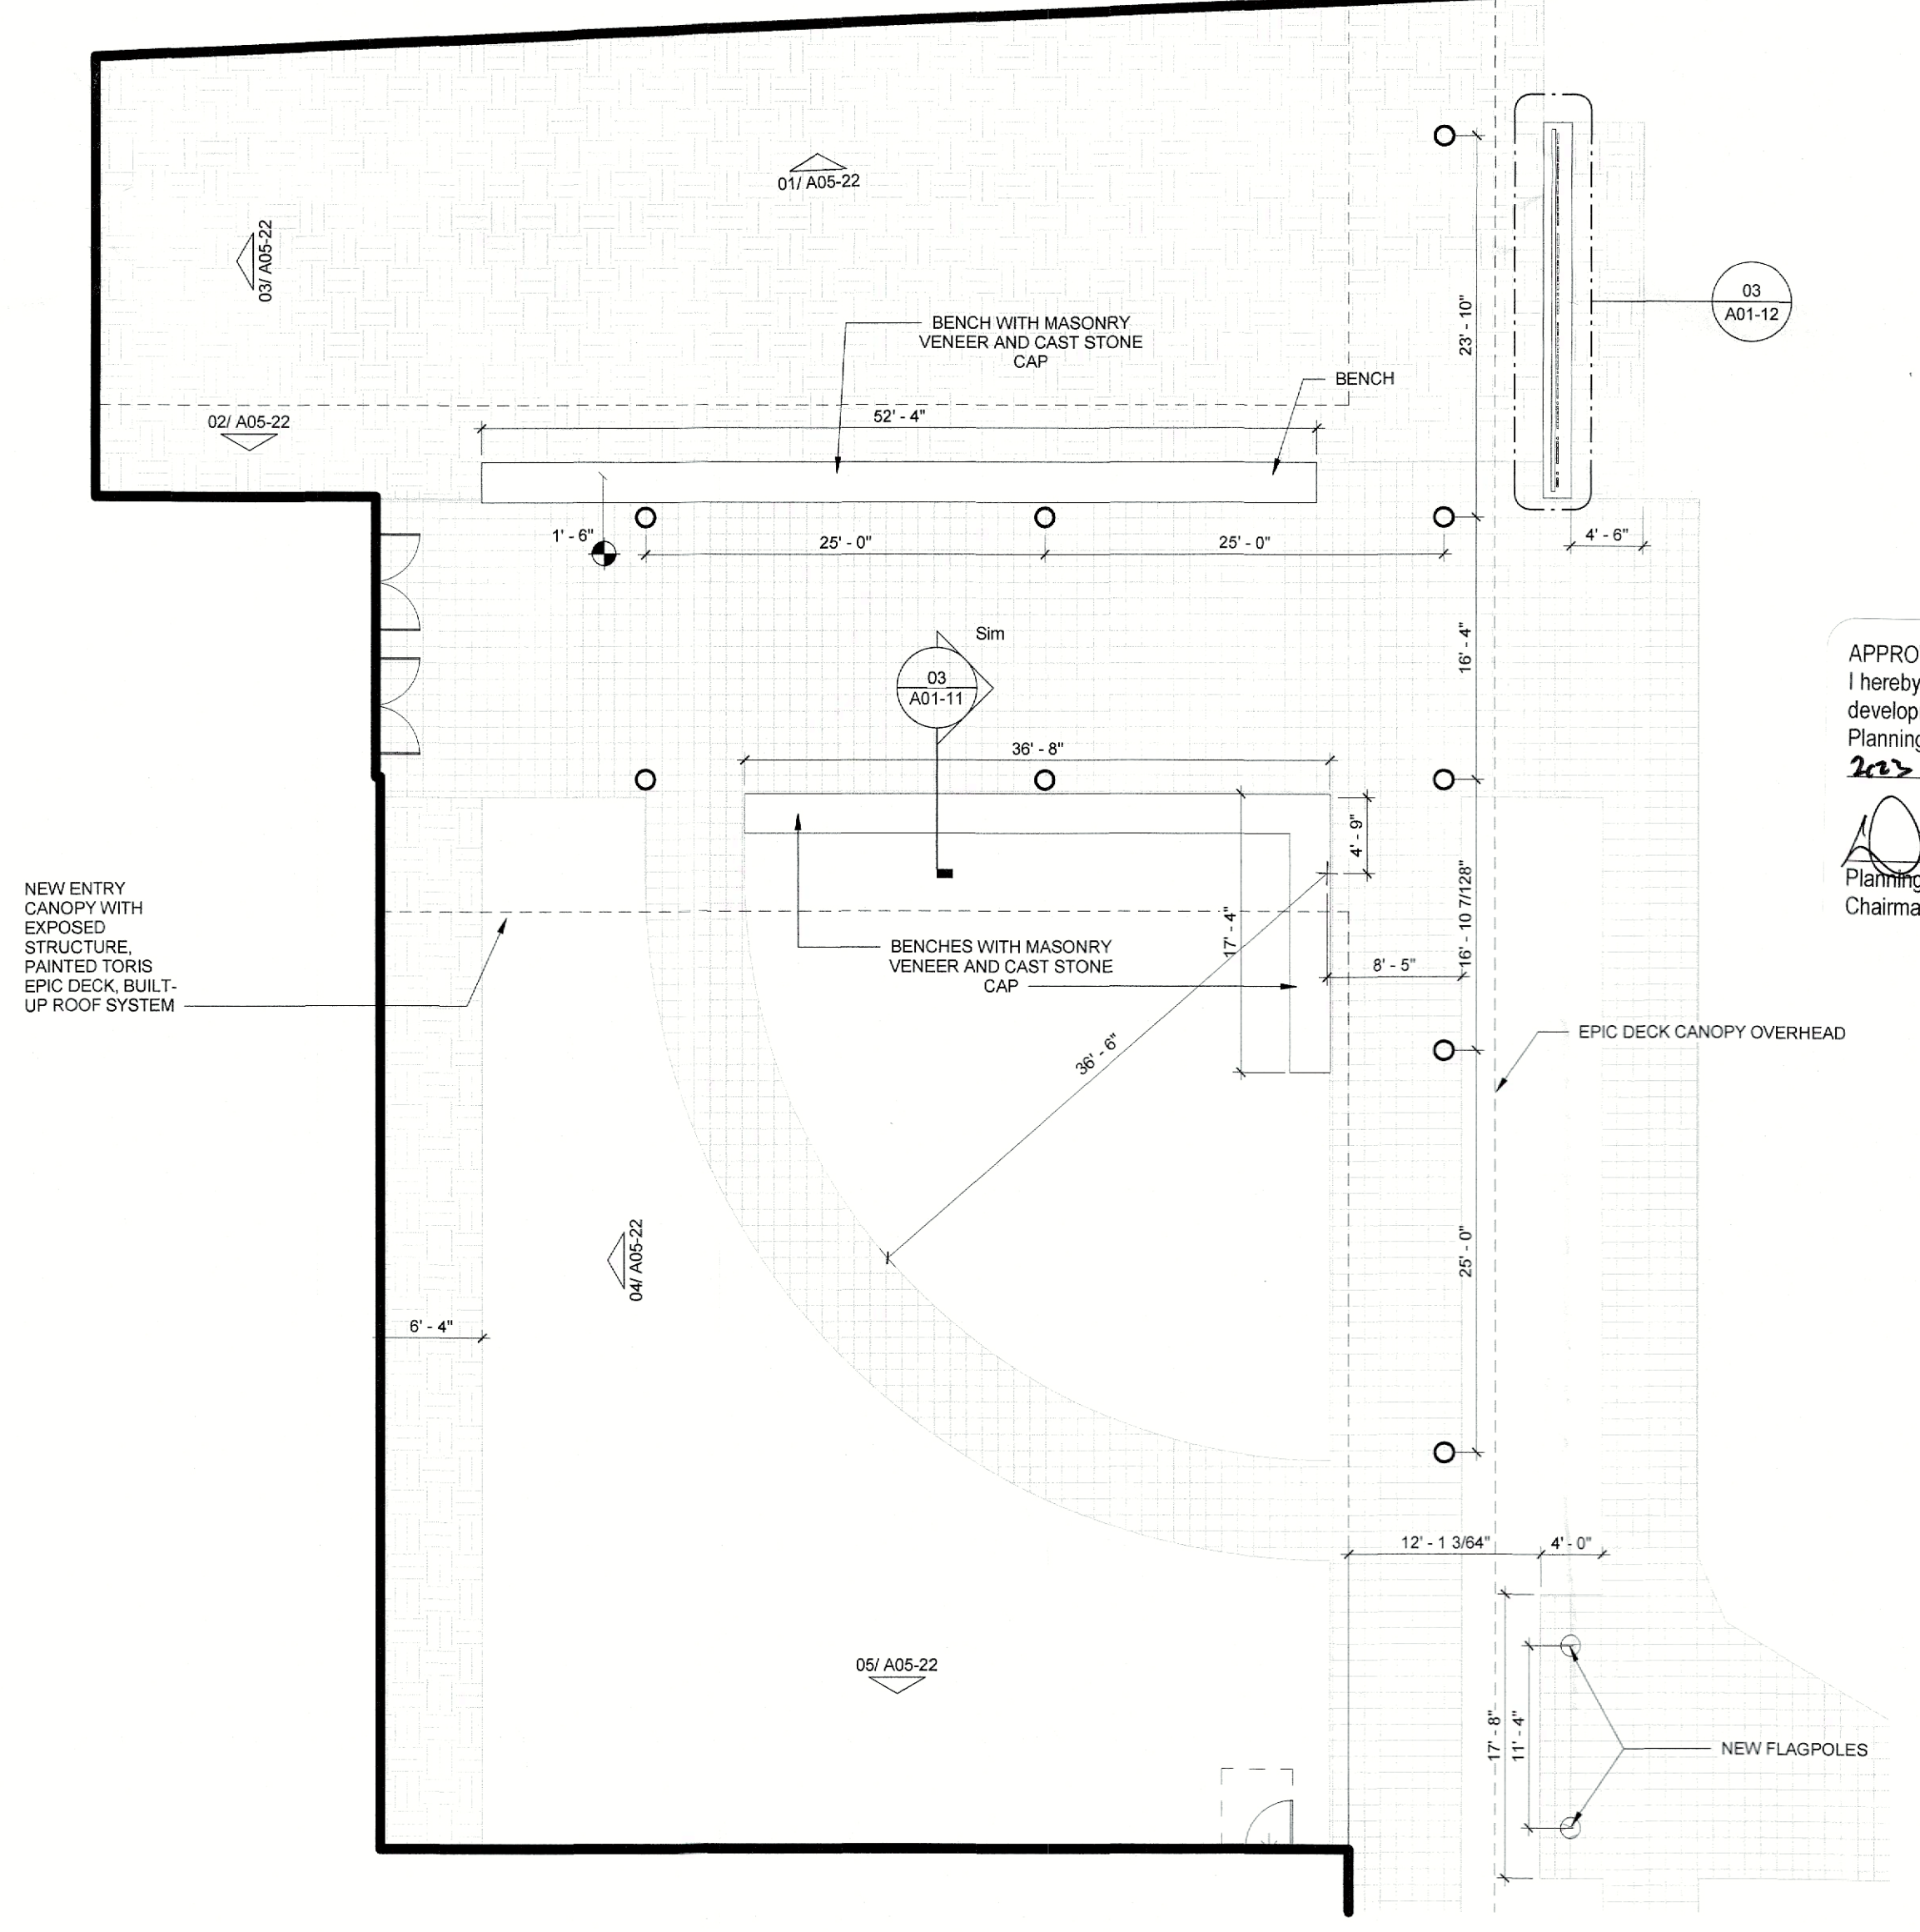 01/ A05-22
03/ A05-22
03
A01-12
23' - 10"
BENCH WITH MASONRY
VENEER AND CAST STONE
CAP
BENCH
02/ A05-22
52' - 4"
1' - 6"
25' - 0"
25' - 0"
4' - 6"
Sim
03
A01-11
16' - 4"
APPRO
I hereby
develop
Planning
2023
Planning
Chairma
36' - 8"
4' - 9"
17' - 4"
16' - 10 7/128"
8' - 5"
NEW ENTRY
CANOPY WITH
EXPOSED
STRUCTURE,
PAINTED TORIS
EPIC DECK, BUILT-
UP ROOF SYSTEM
BENCHES WITH MASONRY
VENEER AND CAST STONE
CAP
36' - 6"
EPIC DECK CANOPY OVERHEAD
04/ A05-22
25' - 0"
6' - 4"
12' - 1 3/64"
4' - 0"
05/ A05-22
17' - 8"
11' - 4"
NEW FLAGPOLES